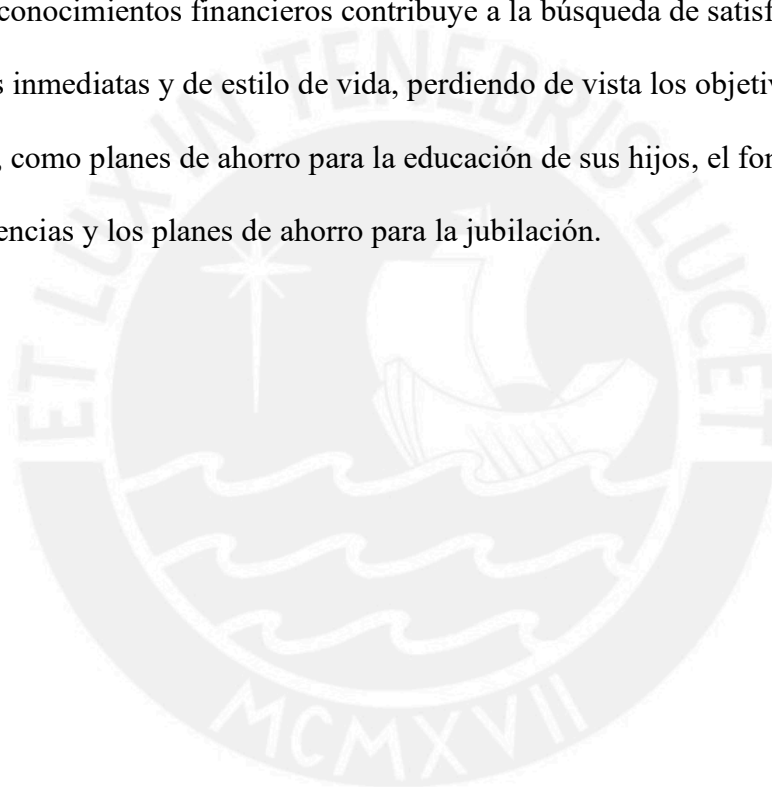 conocimientos financieros contribuye a la búsqueda de satisf
s inmediatas y de estilo de vida, perdiendo de vista los objetiv
, como planes de ahorro para la educación de sus hijos, el fon
encias y los planes de ahorro para la jubilación.
ET LUX IN TENEBRIS LUCET
MCMXVII